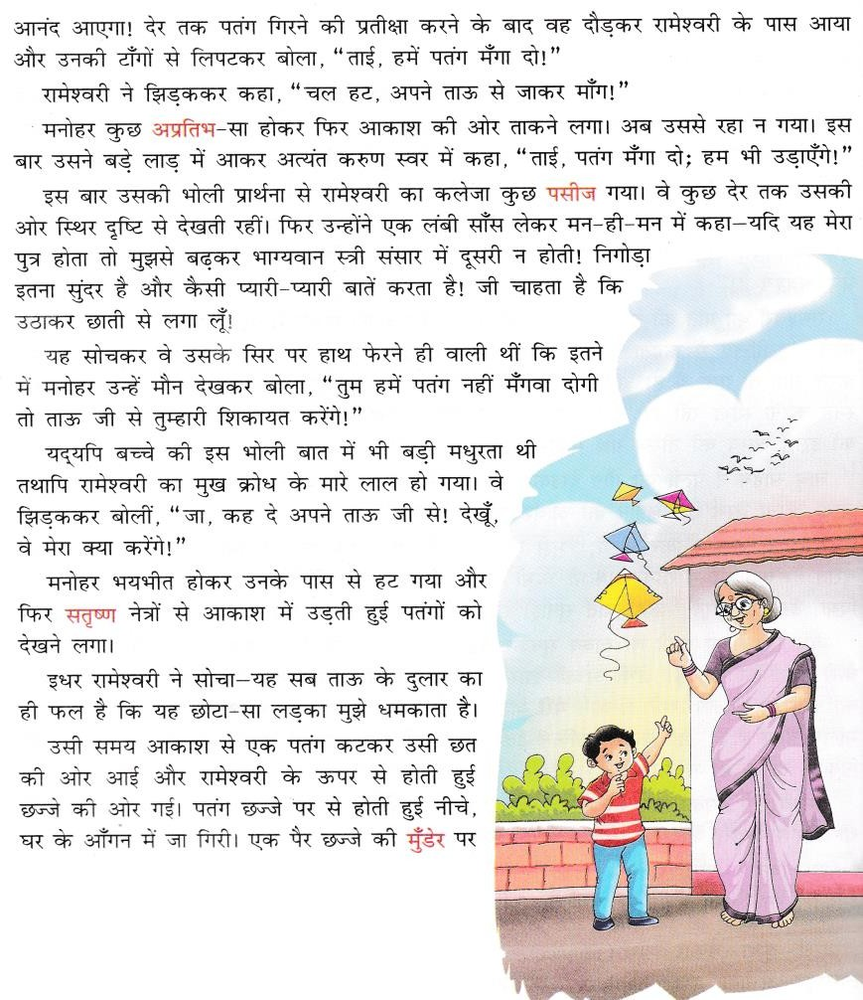 आनंद आएगा! देर तक पतंग गिरने की प्रतीक्षा करने के बाद वह दौड़कर रामेश्वरी के पास आया
और उनकी टाँगों से लिपटकर बोला, “ताई, हमें पतंग मँगा दो!”
रामेश्वरी ने झिड़ककर कहा, “चल हट, अपने ताऊ से जाकर माँग!”
मनोहर कुछ अप्रतिभ-सा होकर फिर आकाश की ओर ताकने लगा। अब उससे रहा न गया। इस
बार उसने बड़े लाड़ में आकर अत्यंत करुण स्वर में कहा, “ताई, पतंग मँगा दो; हम भी उड़ाएँगे!”
इस बार उसकी भोली प्रार्थना से रामेश्वरी का कलेजा कुछ पसीज गया। वे कुछ देर तक उसकी
ओर स्थिर दृष्टि से देखती रहीं। फिर उन्होंने एक लंबी साँस लेकर मन-ही-मन में कहा—यदि यह मेरा
पुत्र होता तो मुझसे बढ़कर भाग्यवान स्त्री संसार में दूसरी न होती! निगोड़ा
इतना सुंदर है और कैसी प्यारी-प्यारी बातें करता है! जी चाहता है कि
उठाकर छाती से लगा लूँ!
यह सोचकर वे उसके सिर पर हाथ फेरने ही वाली थीं कि इतने
में मनोहर उन्हें मौन देखकर बोला, “तुम हमें पतंग नहीं मँगवा दोगी
तो ताऊ जी से तुम्हारी शिकायत करेंगे!”
यद्‌यपि बच्चे की इस भोली बात में भी बड़ी मधुरता थी
तथापि रामेश्वरी का मुख क्रोध के मारे लाल हो गया। वे
झिड़ककर बोलीं, “जा, कह दे अपने ताऊ जी से! देखूँ,
वे मेरा क्या करेंगे!”
मनोहर भयभीत होकर उनके पास से हट गया और
फिर सतृष्ण नेत्रों से आकाश में उड़ती हुई पतंगों को
देखने लगा।
इधर रामेश्वरी ने सोचा—यह सब ताऊ के दुलार का
ही फल है कि यह छोटा-सा लड़का मुझे धमकाता है।
उसी समय आकाश से एक पतंग कटकर उसी छत
की ओर आई और रामेश्वरी के ऊपर से होती हुई
छज्जे की ओर गई। पतंग छज्जे पर से होती हुई नीचे,
घर के आँगन में जा गिरी। एक पैर छज्जे की मुँडेर पर